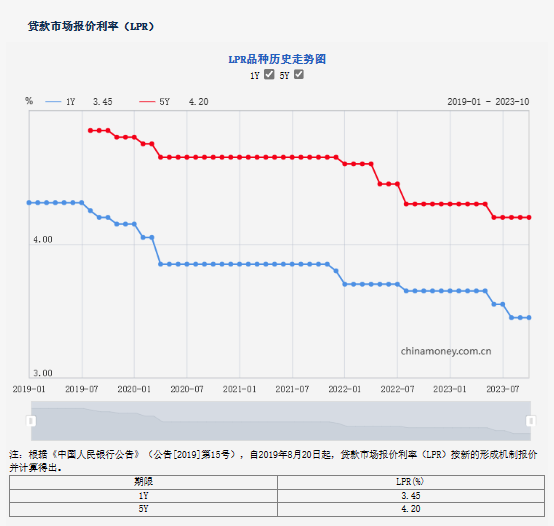 贷款市场报价利率（LPR）
LPR品种历史走势图
1Y 5Y
% 1Y 3.45 5Y 4.20 2019-01 - 2023-10
4.00
3.00
chinamoney.com.cn
2019-01 2019-07 2020-01 2020-07 2021-01 2021-07 2022-01 2022-07 2023-01 2023-07
注：根据《中国人民银行公告》（公告[2019]第15号），自2019年8月20日起，贷款市场报价利率（LPR）按新的形成机制报价
并计算得出。
期限 LPR(%)
1Y 3.45
5Y 4.20